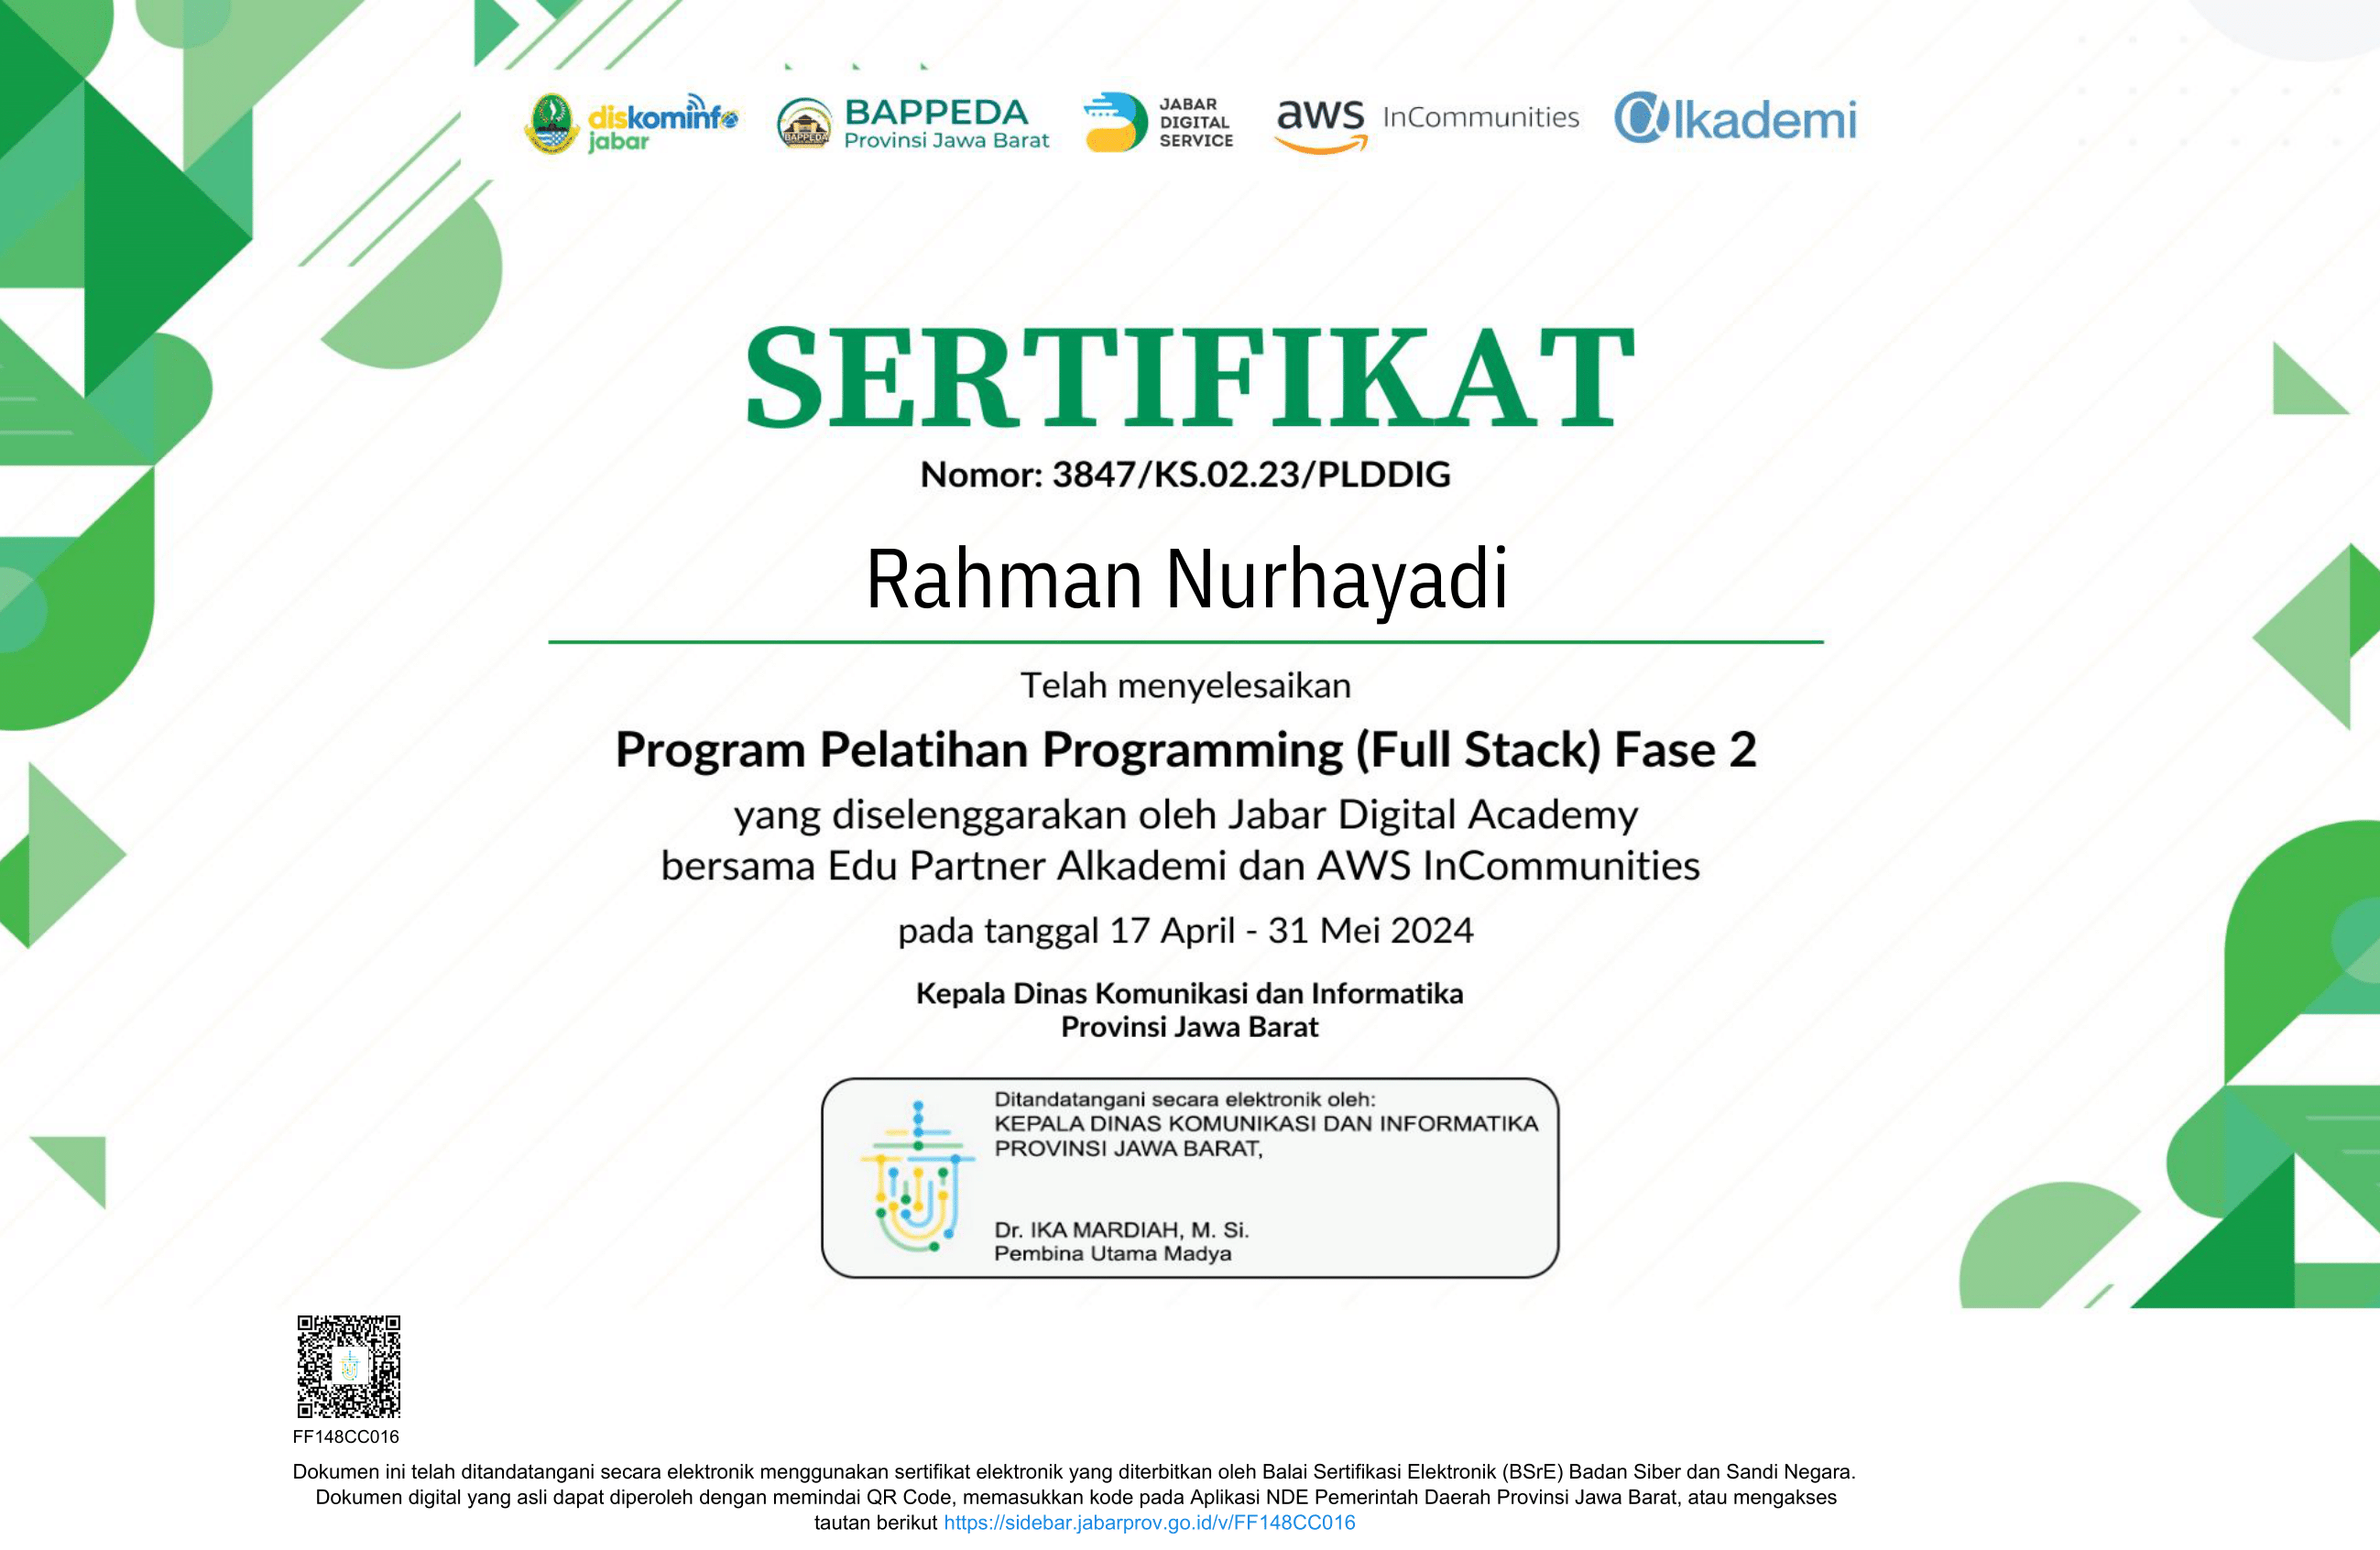 diskominfo
jabar
BAPPEDA
Provinsi Jawa Barat
JABAR
DIGITAL
SERVICE
aws InCommunities
Alkademi
SERTIFIKAT
Nomor: 3847/KS.02.23/PLDDIG
Rahman Nurhayadi
Telah menyelesaikan
Program Pelatihan Programming (Full Stack) Fase 2
yang diselenggarakan oleh Jabar Digital Academy
bersama Edu Partner Alkademi dan AWS InCommunities
pada tanggal 17 April - 31 Mei 2024
Kepala Dinas Komunikasi dan Informatika
Provinsi Jawa Barat
Ditandatangani secara elektronik oleh:
KEPALA DINAS KOMUNIKASI DAN INFORMATIKA
PROVINSI JAWA BARAT,
Dr. IKA MARDIAH, M. Si.
Pembina Utama Madya
FF148CC016
Dokumen ini telah ditandatangani secara elektronik menggunakan sertifikat elektronik yang diterbitkan oleh Balai Sertifikasi Elektronik (BSrE) Badan Siber dan Sandi Negara.
Dokumen digital yang asli dapat diperoleh dengan memindai QR Code, memasukkan kode pada Aplikasi NDE Pemerintah Daerah Provinsi Jawa Barat, atau mengakses
tautan berikut https://sidebar.jabarprov.go.id/v/FF148CC016